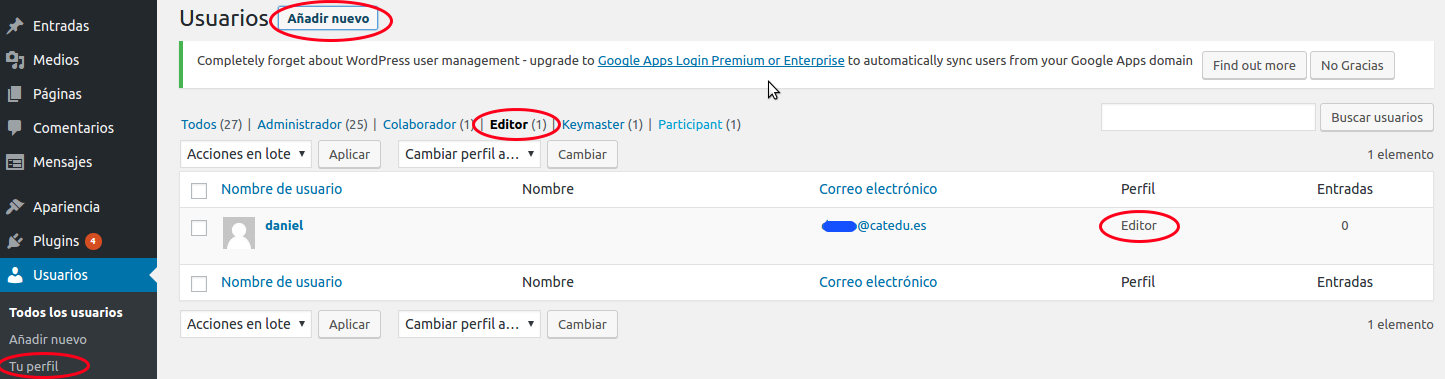 Entradas
Medios
Páginas
Comentarios
Mensajes
Apariencia
Plugins 4
Usuarios
Todos los usuarios
Añadir nuevo
Tu perfil
Usuarios Añadir nuevo
Completely forget about WordPress user management - upgrade to Google Apps Login Premium or Enterprise to automatically sync users from your Google Apps domain Find out more No Gracias
Todos (27) | Administrador (25) | Colaborador (1) | Editor (1) | Keymaster (1) | Participant (1) Buscar usuarios
Acciones en lote Aplicar Cambiar perfil a... Cambiar 1 elemento
Nombre de usuario Nombre Correo electrónico Perfil Entradas
daniel @catedu.es Editor 0
Nombre de usuario Nombre Correo electrónico Perfil Entradas
Acciones en lote Aplicar Cambiar perfil a... Cambiar 1 elemento